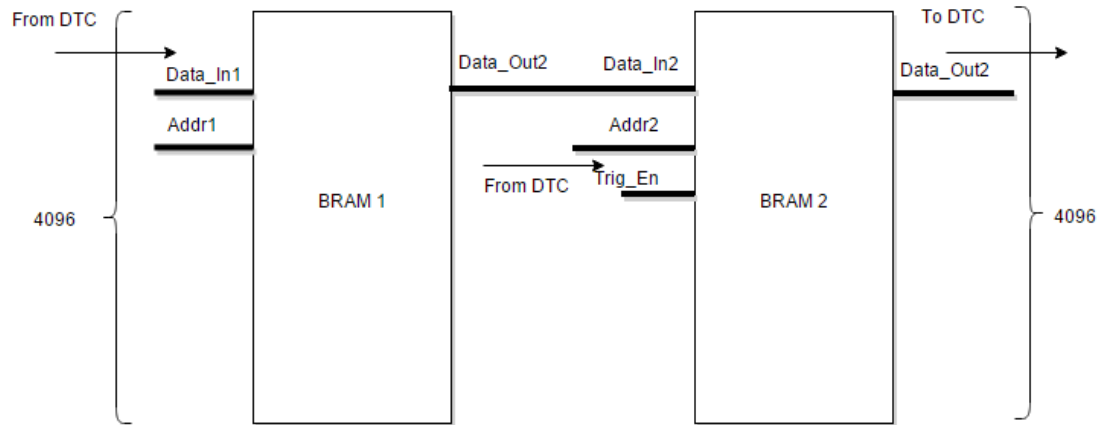 From DTC
To DTC
Data_In1
Data_Out2
Data_In2
Data_Out2
Addr1
Addr2
From DTC
Trig_En
4096
BRAM 1
BRAM 2
4096